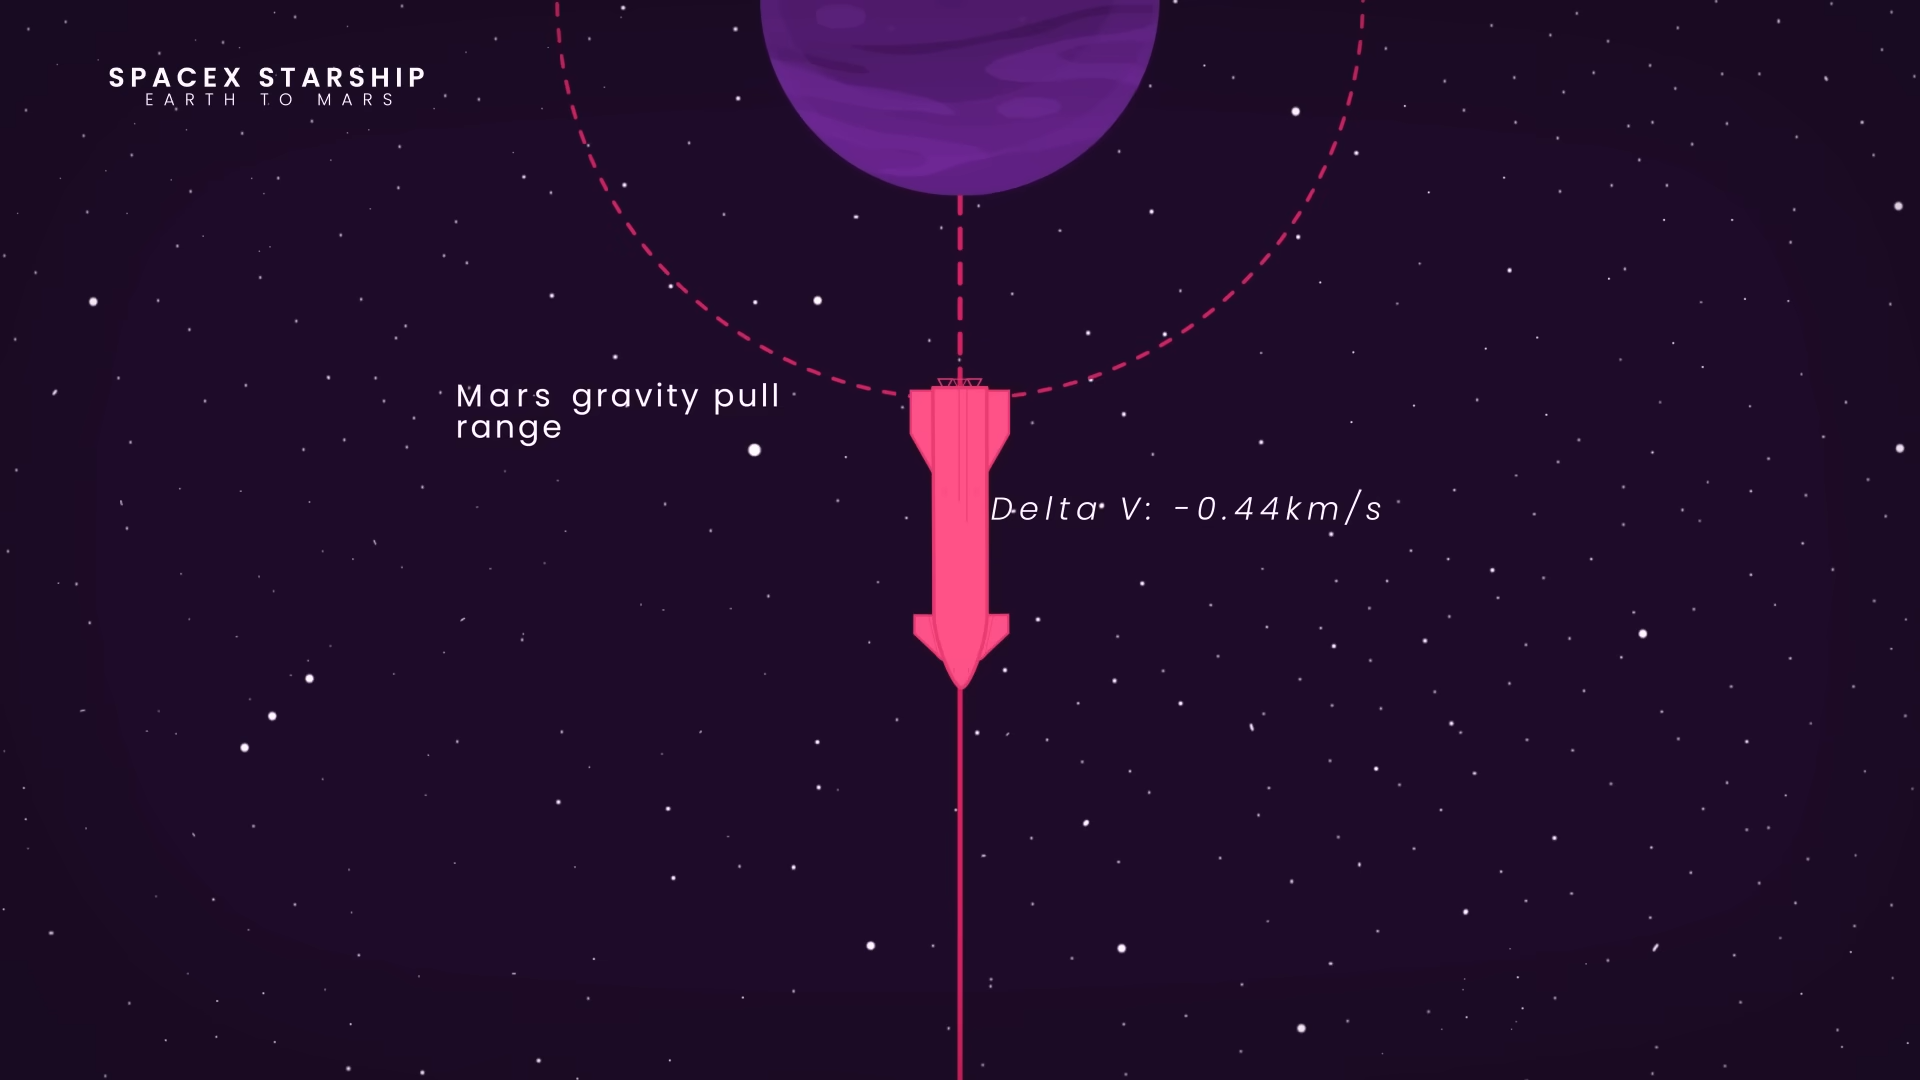 SPACEX STARSHIP
EARTH TO MARS
Mars gravity pull
range
Delta V: -0.44km/s